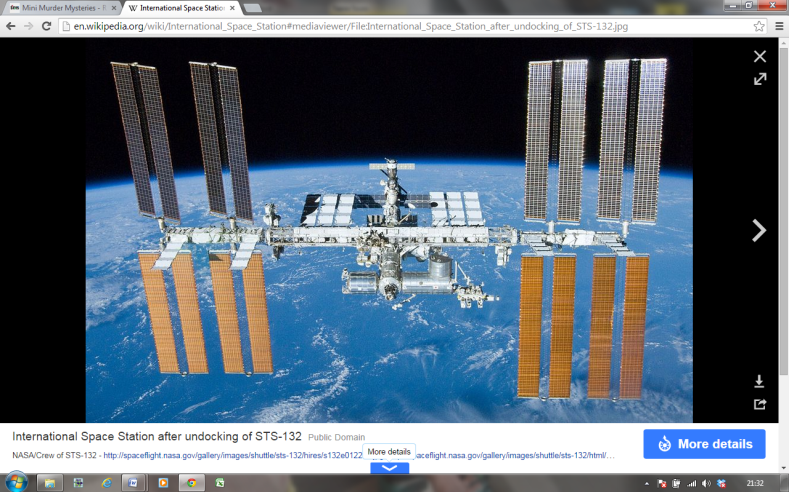 Mini Murder Mysteries - F
International Space Station
en.wikipedia.org/wiki/International_Space_Station#mediaviewer/File:International_Space_Station_after_undocking_of_STS-132.jpg
International Space Station after undocking of STS-132 Public Domain
More details
More details
NASA/Crew of STS-132 - http://spaceflight.nasa.gov/gallery/images/shuttle/sts-132/hires/s132e0122 paceflight.nasa.gov/gallery/images/shuttle/sts-132/html/…
21:32